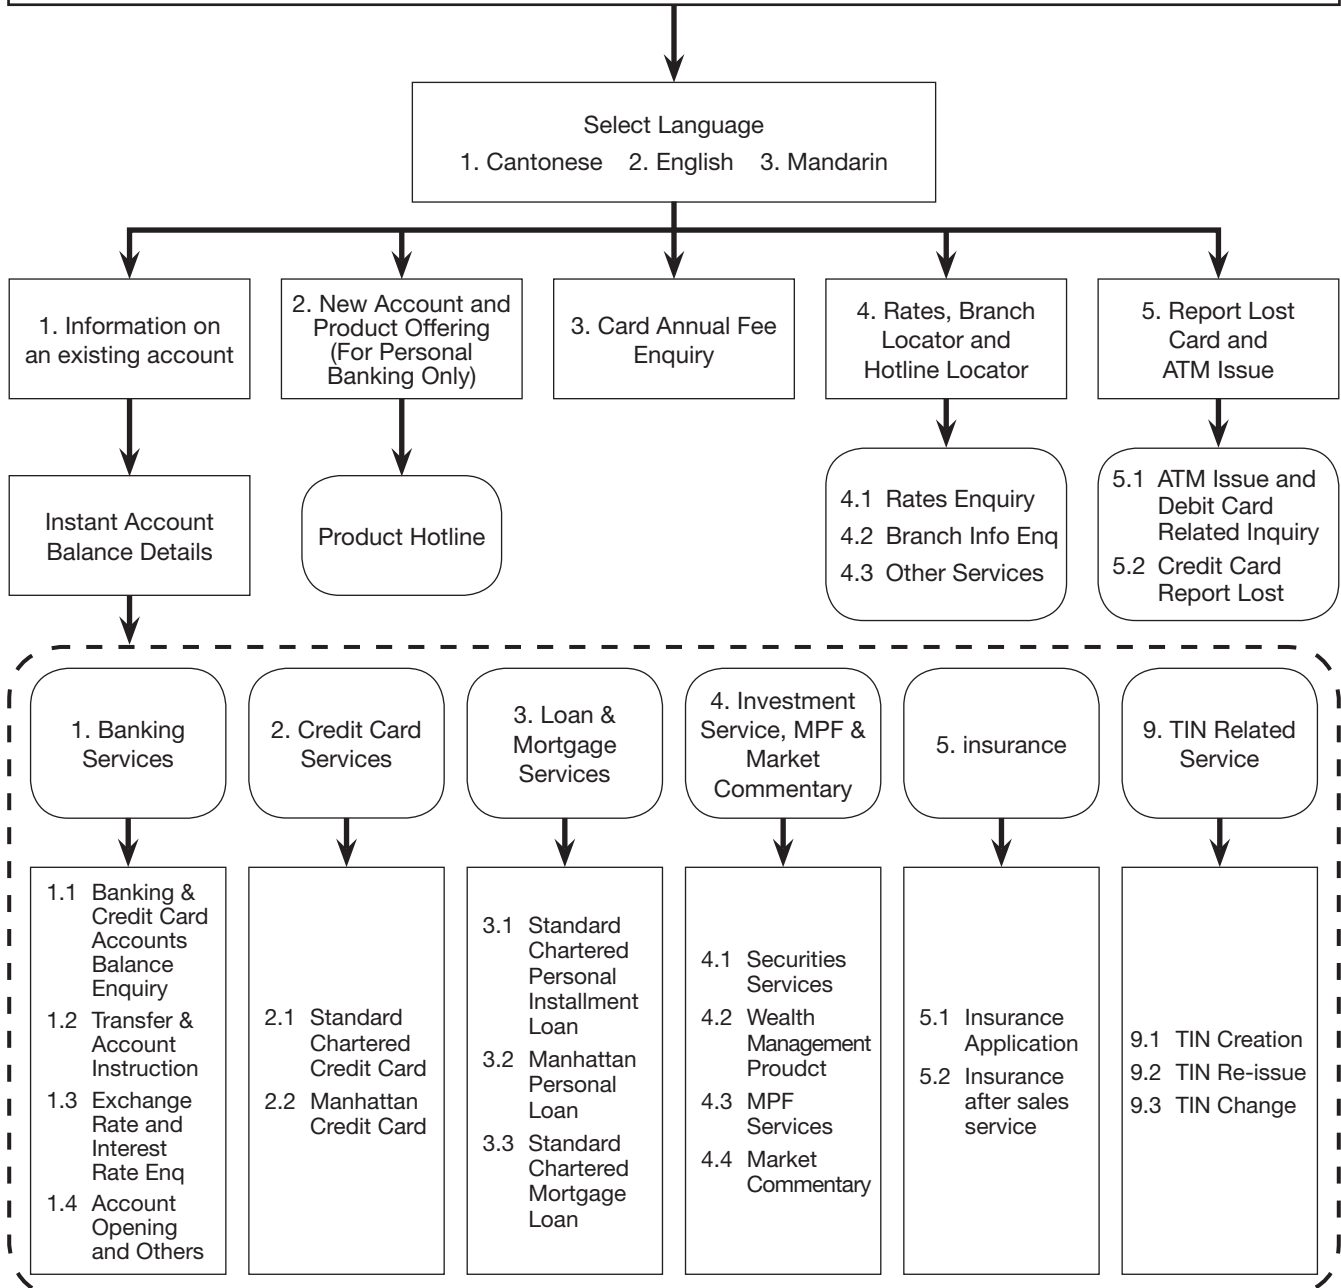 Select Language
1. Cantonese 2. English 3. Mandarin
1. Information on
an existing account
2. New Account and
Product Offering
(For Personal
Banking Only)
3. Card Annual Fee
Enquiry
4. Rates, Branch
Locator and
Hotline Locator
5. Report Lost
Card and
ATM Issue
Instant Account
Balance Details
Product Hotline
4.1 Rates Enquiry
4.2 Branch Info Enq
4.3 Other Services
5.1 ATM Issue and
Debit Card
Related Inquiry
5.2 Credit Card
Report Lost
1. Banking
Services
2. Credit Card
Services
3. Loan &
Mortgage
Services
4. Investment
Service, MPF &
Market
Commentary
5. insurance
9. TIN Related
Service
1.1 Banking &
Credit Card
Accounts
Balance
Enquiry
1.2 Transfer &
Account
Instruction
1.3 Exchange
Rate and
Interest
Rate Enq
1.4 Account
Opening
and Others
2.1 Standard
Chartered
Credit Card
2.2 Manhattan
Credit Card
3.1 Standard
Chartered
Personal
Installment
Loan
3.2 Manhattan
Personal
Loan
3.3 Standard
Chartered
Mortgage
Loan
4.1 Securities
Services
4.2 Wealth
Management
Proudct
4.3 MPF
Services
4.4 Market
Commentary
5.1 Insurance
Application
5.2 Insurance
after sales
service
9.1 TIN Creation
9.2 TIN Re-issue
9.3 TIN Change